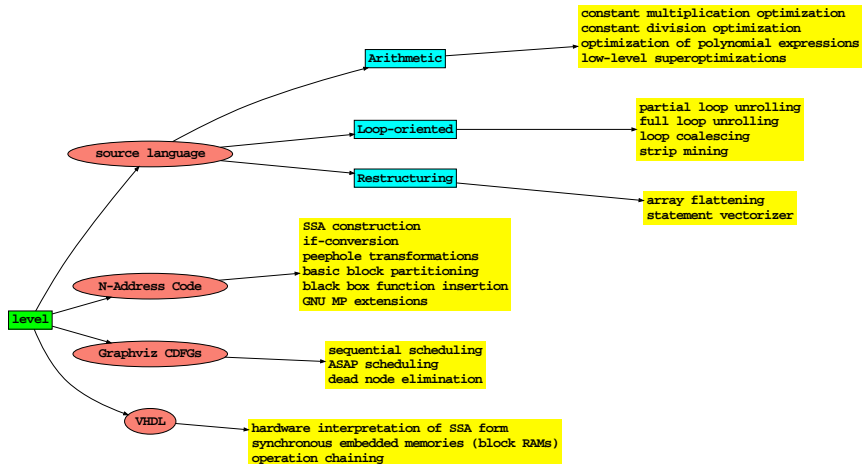 constant multiplication optimization
constant division optimization
optimization of polynomial expressions
low-level superoptimizations
Arithmetic
partial loop unrolling
full loop unrolling
loop coalescing
strip mining
Loop-oriented
source language
Restructuring
array flattening
statement vectorizer
SSA construction
if-conversion
peephole transformations
basic block partitioning
black box function insertion
GNU MP extensions
N-Address Code
level
Graphviz CDFGs
sequential scheduling
ASAP scheduling
dead node elimination
VHDL
hardware interpretation of SSA form
synchronous embedded memories (block RAMs)
operation chaining